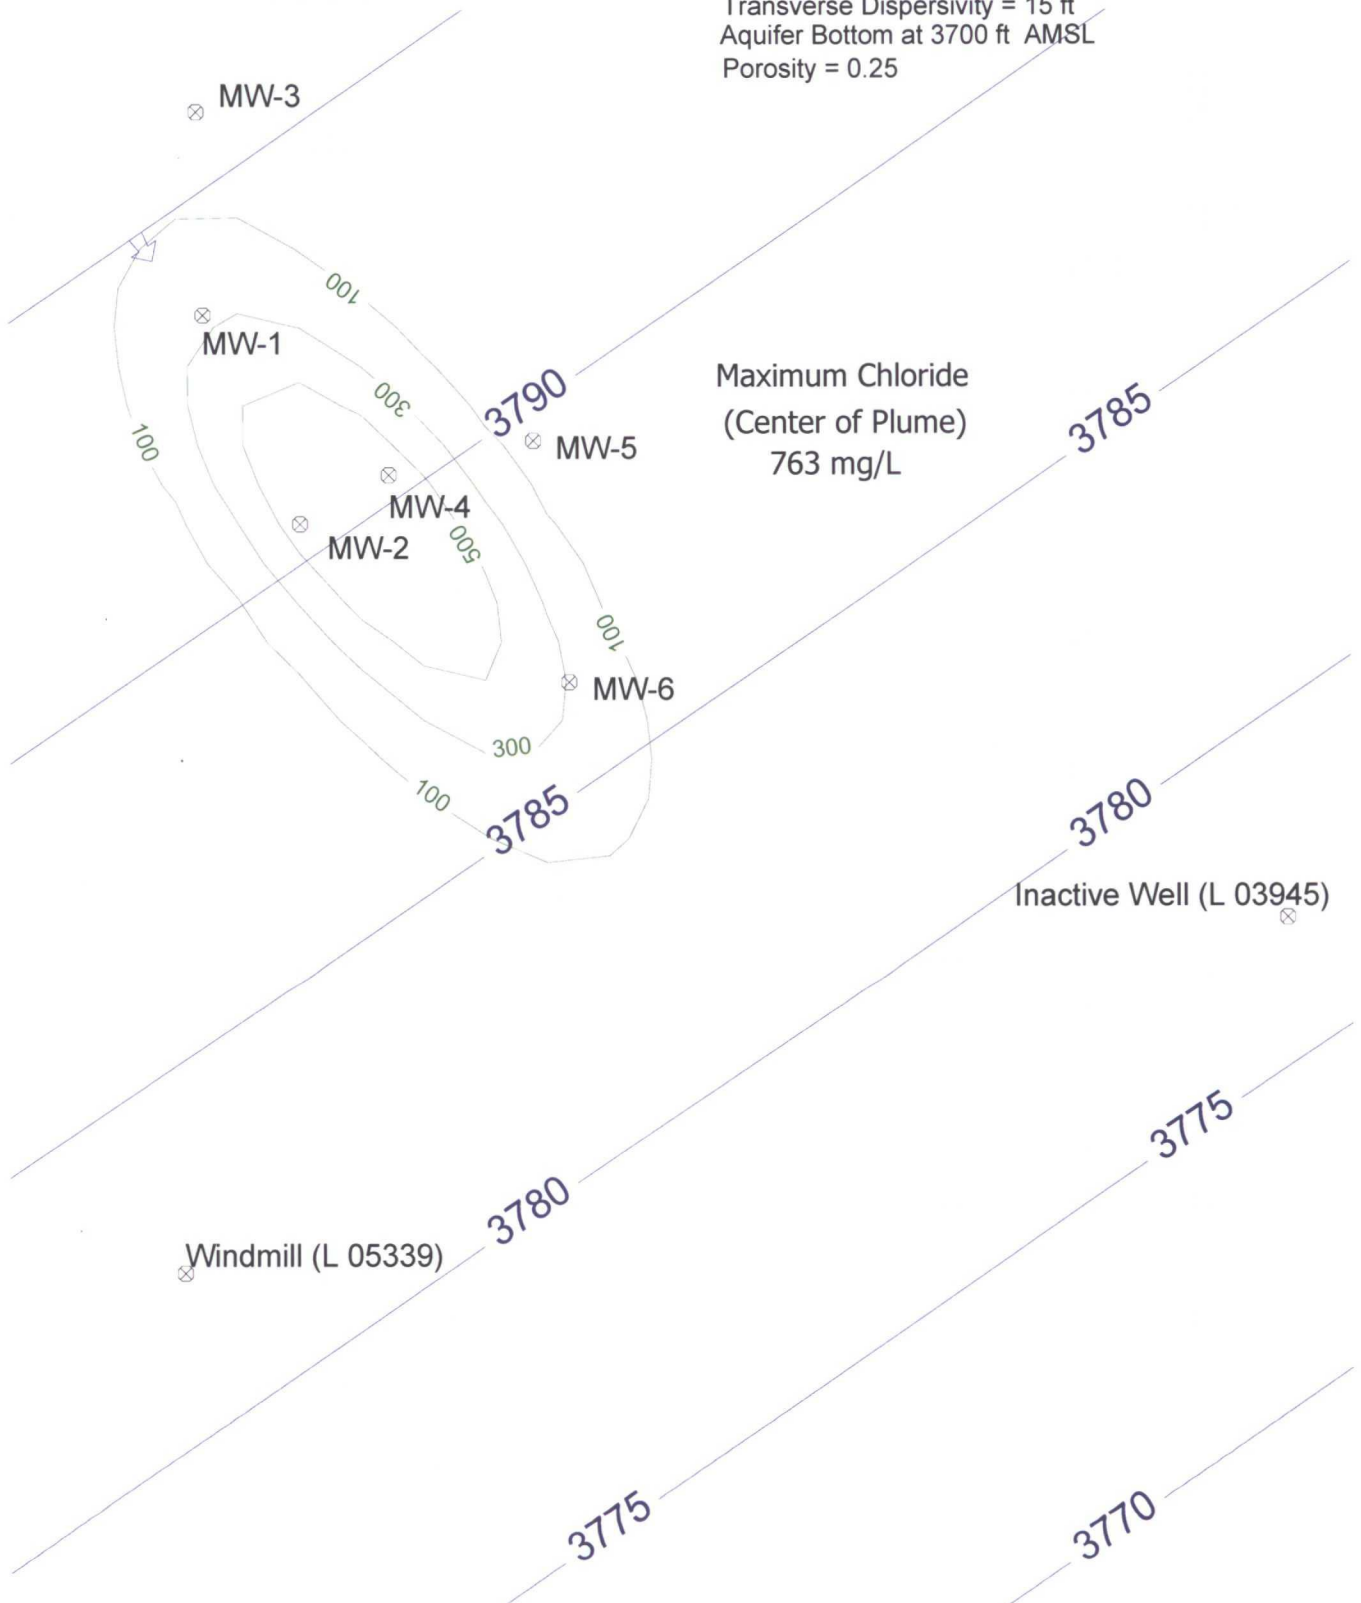 Transverse Dispersivity = 15 ft
Aquifer Bottom at 3700 ft AMSL
Porosity = 0.25
MW-3
100
MW-1
3790
Maximum Chloride
(Center of Plume)
763 mg/L
300
3785
100
MW-5
MW-4
MW-2
500
100
MW-6
300
100
3785
3780
Inactive Well (L 03945)
3775
3780
Windmill (L 05339)
3775
3770